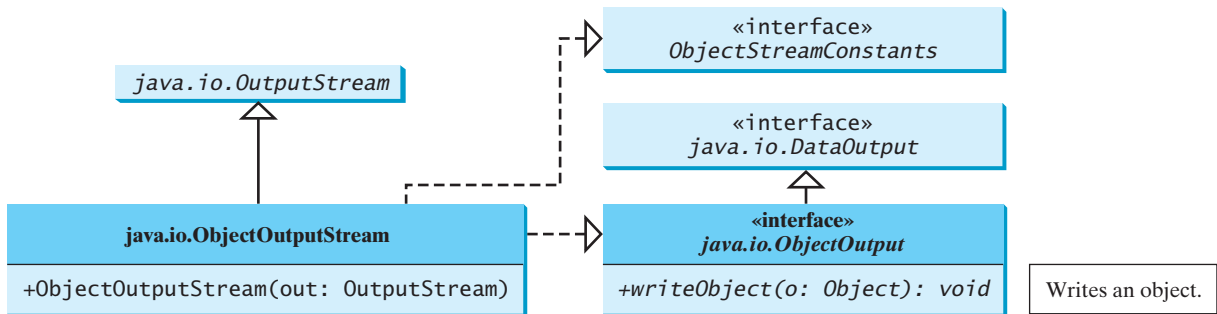 «interface»
ObjectStreamConstants
java.io.OutputStream
«interface»
java.io.DataOutput
java.io.ObjectOutputStream
+ObjectOutputStream(out: OutputStream)
«interface»
java.io.ObjectOutput
+writeObject(o: Object): void
Writes an object.